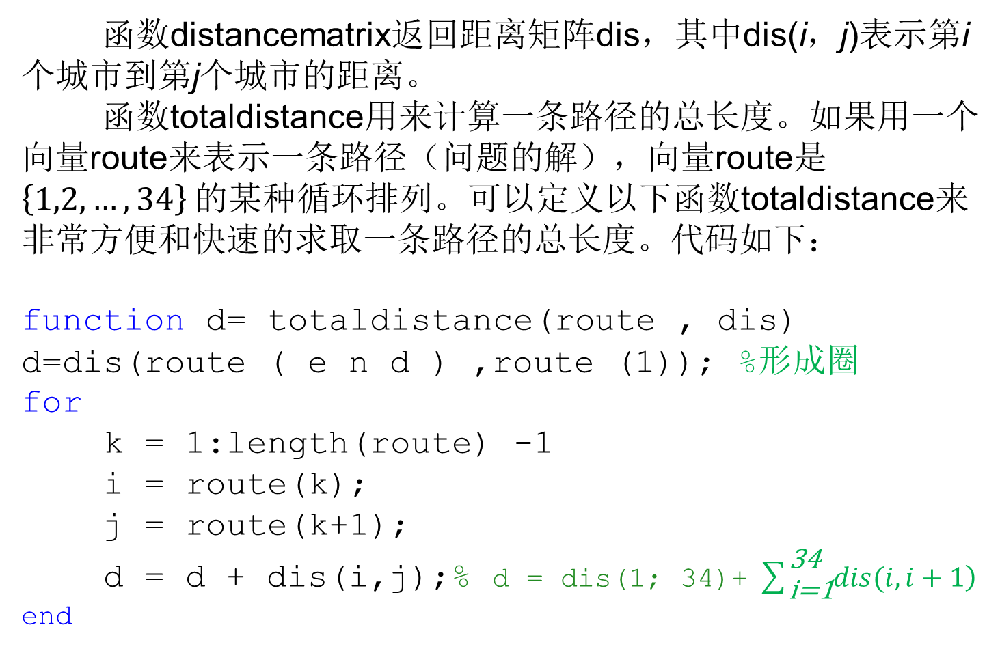 函数distancematrix返回距离矩阵dis，其中dis(i，j)表示第i
个城市到第j个城市的距离。
函数totaldistance用来计算一条路径的总长度。如果用一个
向量route来表示一条路径（问题的解），向量route是
{1,2, … , 34} 的某种循环排列。可以定义以下函数totaldistance来
非常方便和快速的求取一条路径的总长度。代码如下：
function d= totaldistance(route , dis)
d=dis(route ( e n d ) ,route (1)); %形成圈
for
k = 1:length(route) -1
i = route(k);
j = route(k+1);
d = d + dis(i,j);% d = dis(1; 34)+ ∑_{i=1}^{34} dis(i, i + 1)
end